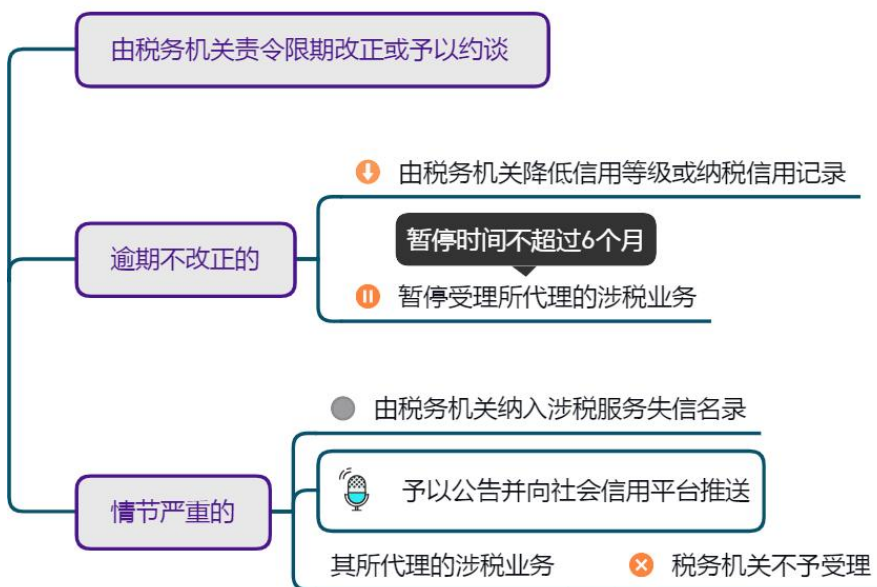 由税务机关责令限期改正或予以约谈
由税务机关降低信用等级或纳税信用记录
逾期不改正的
暂停时间不超过6个月
暂停受理所代理的涉税业务
由税务机关纳入涉税服务失信名录
情节严重的
予以公告并向社会信用平台推送
其所代理的涉税业务 税务机关不予受理